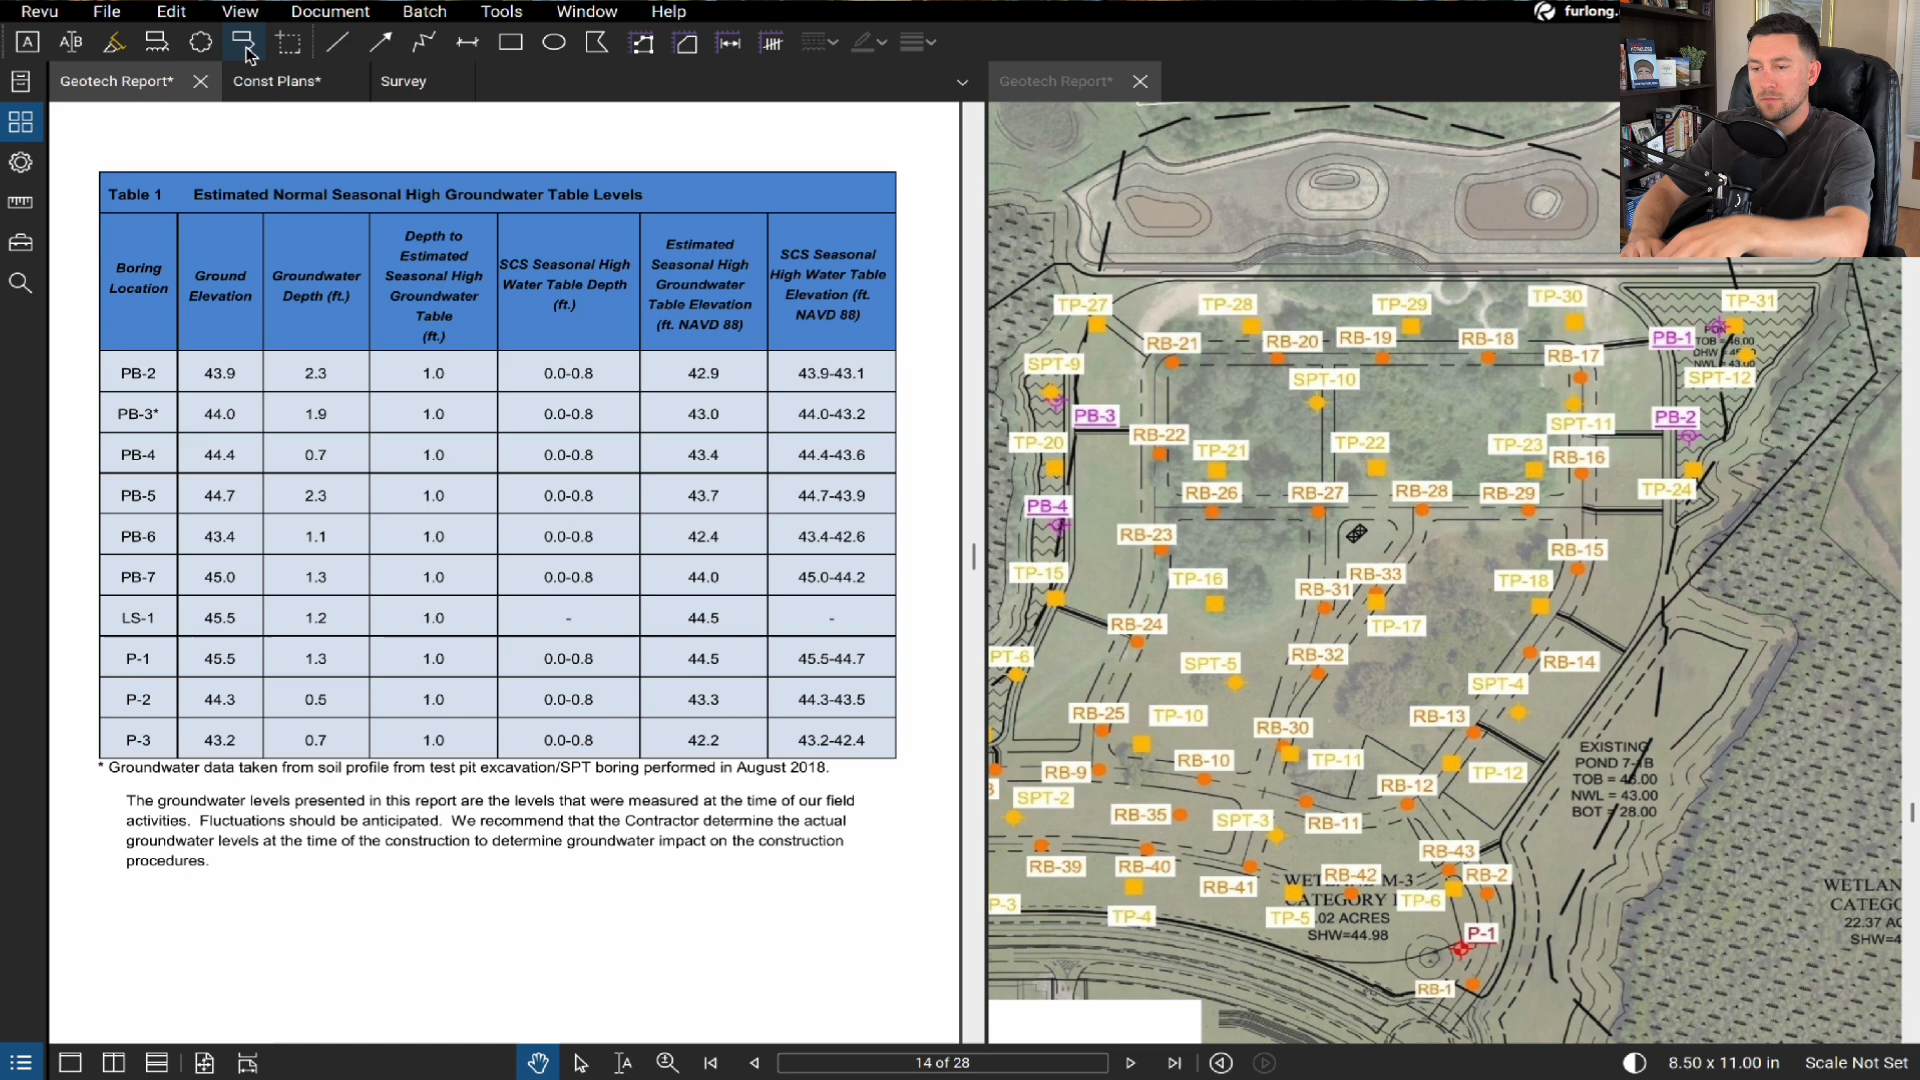 Revu File Edit View Document Batch Tools Window Help
furlong.
Geotech Report* Const Plans* Survey
Geotech Report*
Table 1 Estimated Normal Seasonal High Groundwater Table Levels
Boring Location
Ground Elevation
Groundwater Depth (ft.)
Depth to Estimated Seasonal High Groundwater Table (ft.)
SCS Seasonal High Water Table Depth (ft.)
Estimated Seasonal High Groundwater Table Elevation (ft. NAVD 88)
SCS Seasonal High Water Table Elevation (ft. NAVD 88)
PB-2 43.9 2.3 1.0 0.0-0.8 42.9 43.9-43.1
PB-3* 44.0 1.9 1.0 0.0-0.8 43.0 44.0-43.2
PB-4 44.4 0.7 1.0 0.0-0.8 43.4 44.4-43.6
PB-5 44.7 2.3 1.0 0.0-0.8 43.7 44.7-43.9
PB-6 43.4 1.1 1.0 0.0-0.8 42.4 43.4-42.6
PB-7 45.0 1.3 1.0 0.0-0.8 44.0 45.0-44.2
LS-1 45.5 1.2 1.0 - 44.5 -
P-1 45.5 1.3 1.0 0.0-0.8 44.5 45.5-44.7
P-2 44.3 0.5 1.0 0.0-0.8 43.3 44.3-43.5
P-3 43.2 0.7 1.0 0.0-0.8 42.2 43.2-42.4
* Groundwater data taken from soil profile from test pit excavation/SPT boring performed in August 2018.
The groundwater levels presented in this report are the levels that were measured at the time of our field
activities. Fluctuations should be anticipated. We recommend that the Contractor determine the actual
groundwater levels at the time of the construction to determine groundwater impact on the construction
procedures.
TP-27 TP-28 TP-29 TP-30 TP-31
RB-21 RB-20 RB-19 RB-18 PB-1
TOB = 46.00
NWL = 43.00
SPT-9 SPT-10 RB-17 SPT-12
PB-3 SPT-11 PB-2
TP-20 RB-22 TP-21 TP-22 TP-23 RB-16
PB-4 RB-26 RB-27 RB-28 RB-29 TP-24
RB-23 RB-15
TP-15 TP-16 RB-31 RB-33 TP-18
RB-24 TP-17
PT-6 SPT-5 RB-32 RB-14
SPT-4
RB-25 TP-10 RB-30 RB-13
RB-9 RB-10 TP-11 TP-12
SPT-2 RB-35 SPT-3 RB-11 RB-12
EXISTING
POND 7-1B
TOB = 46.00
NWL = 43.00
BOT = 28.00
RB-39 RB-40 RB-41 RB-42 RB-43 RB-2
M-3
CATEGORY
.02 ACRES
SHW=44.98
P-3 TP-4 TP-5 TP-6
P-1
RB-1
WETLAN
CATEGO
22.37 AC
SHW=4
14 of 28
8.50 x 11.00 in Scale Not Set